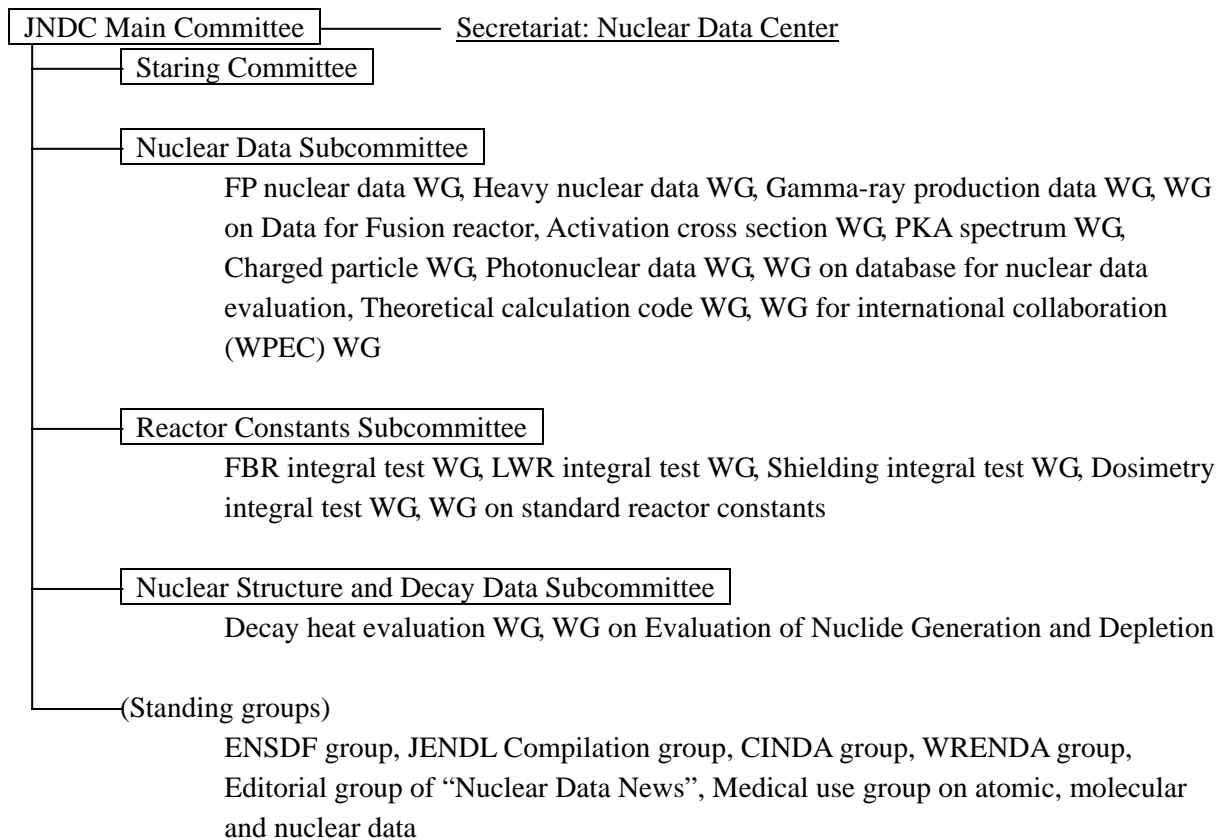 JNDC Main Committee Secretariat: Nuclear Data Center
Staring Committee
Nuclear Data Subcommittee
FP nuclear data WG, Heavy nuclear data WG, Gamma-ray production data WG, WG
on Data for Fusion reactor, Activation cross section WG, PKA spectrum WG,
Charged particle WG, Photonuclear data WG, WG on database for nuclear data
evaluation, Theoretical calculation code WG, WG for international collaboration
(WPEC) WG
Reactor Constants Subcommittee
FBR integral test WG, LWR integral test WG, Shielding integral test WG, Dosimetry
integral test WG, WG on standard reactor constants
Nuclear Structure and Decay Data Subcommittee
Decay heat evaluation WG, WG on Evaluation of Nuclide Generation and Depletion
(Standing groups)
ENSDF group, JENDL Compilation group, CINDA group, WRENDA group,
Editorial group of “Nuclear Data News”, Medical use group on atomic, molecular
and nuclear data